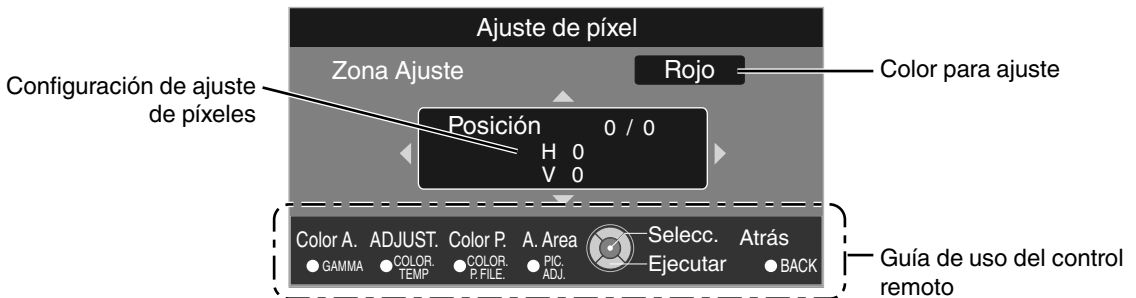 Ajuste de píxel
Zona Ajuste Rojo
Color para ajuste
Configuración de ajuste
de píxeles
Posición 0 / 0
H 0
V 0
Color A. ADJUST. Color P. A. Area Selecc. Atrás
GAMMA COLOR. TEMP COLOR. P. FILE. PIC. ADJ. Ejecutar BACK
Guía de uso del control
remoto